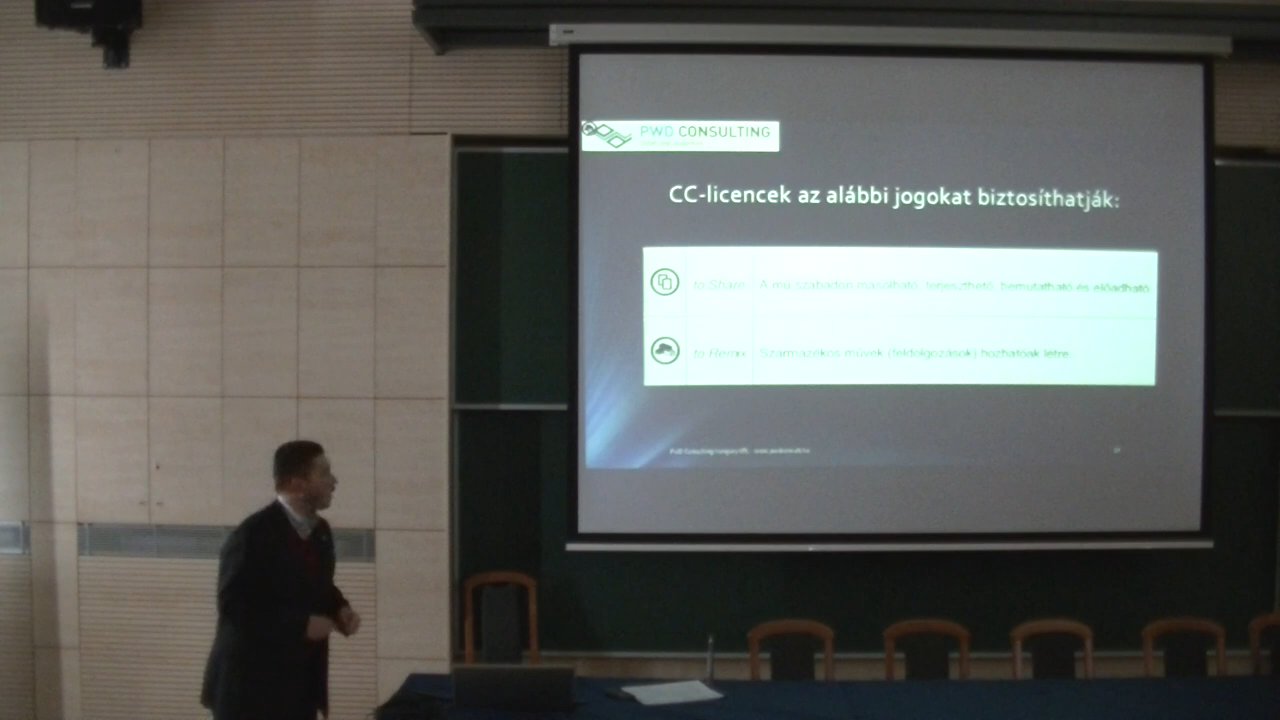 PWD CONSULTING
CC-licencek az alábbi jogokat biztosíthatják:
to Share A mű szabadon másolható, terjeszthető, bemutatható és előadható
to Remix Származékos művek (feldolgozások) hozhatóak létre